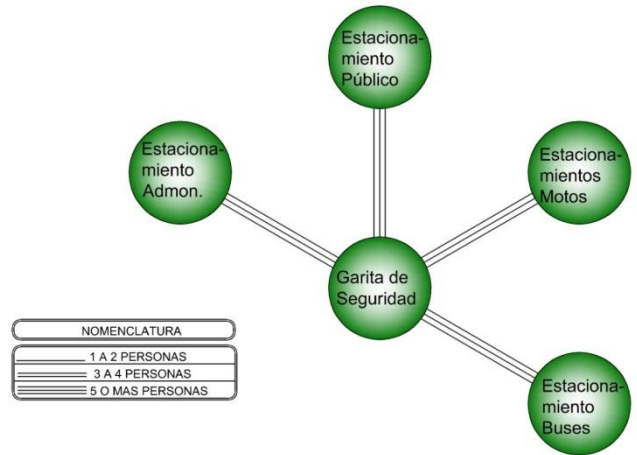 Estaciona-
miento
Público
Estaciona-
miento
Admon.
Estaciona-
mientos
Motos
Garita de
Seguridad
NOMENCLATURA
1 A 2 PERSONAS
3 A 4 PERSONAS
5 O MAS PERSONAS
Estaciona-
miento
Buses